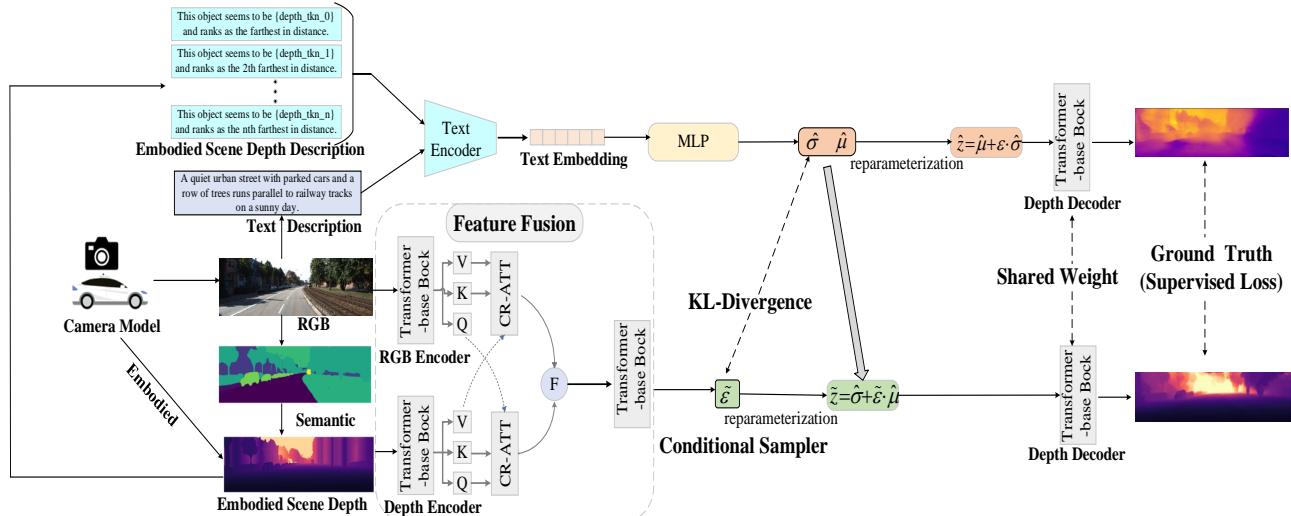 This object seems to be {depth_tkn_0}
and ranks as the farthest in distance.
This object seems to be {depth_tkn_1}
and ranks as the 2th farthest in distance.
This object seems to be {depth_tkn_n}
and ranks as the nth farthest in distance.
Embodied Scene Depth Description
A quiet urban street with parked cars and a
row of trees runs parallel to railway tracks
on a sunny day.
Text Description
Text
Encoder
Text Embedding
MLP
σ̂ μ̂
reparameterization
ẑ=μ̂+ε·σ̂
Transformer
-base Bock
Depth Decoder
Camera Model
Embodied
RGB
Semantic
Embodied Scene Depth
Feature Fusion
Transformer
-base Bock
RGB Encoder
V
K
Q
CR-ATT
Transformer
-base Bock
Depth Encoder
V
K
Q
CR-ATT
F
Transformer
-base Bock
KL-Divergence
ε̃
reparameterization
z̃=σ̂+ε̃·μ̂
Conditional Sampler
Shared Weight
Transformer
-base Bock
Depth Decoder
Ground Truth
(Supervised Loss)